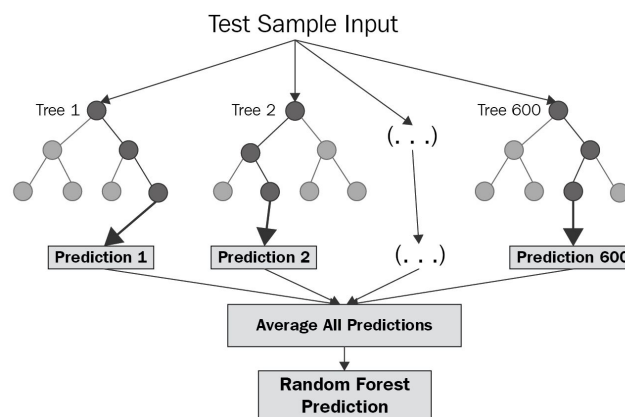 Test Sample Input
Tree 1
Tree 2
(. . .)
Tree 600
Prediction 1
Prediction 2
(. . .)
Prediction 600
Average All Predictions
Random Forest
Prediction